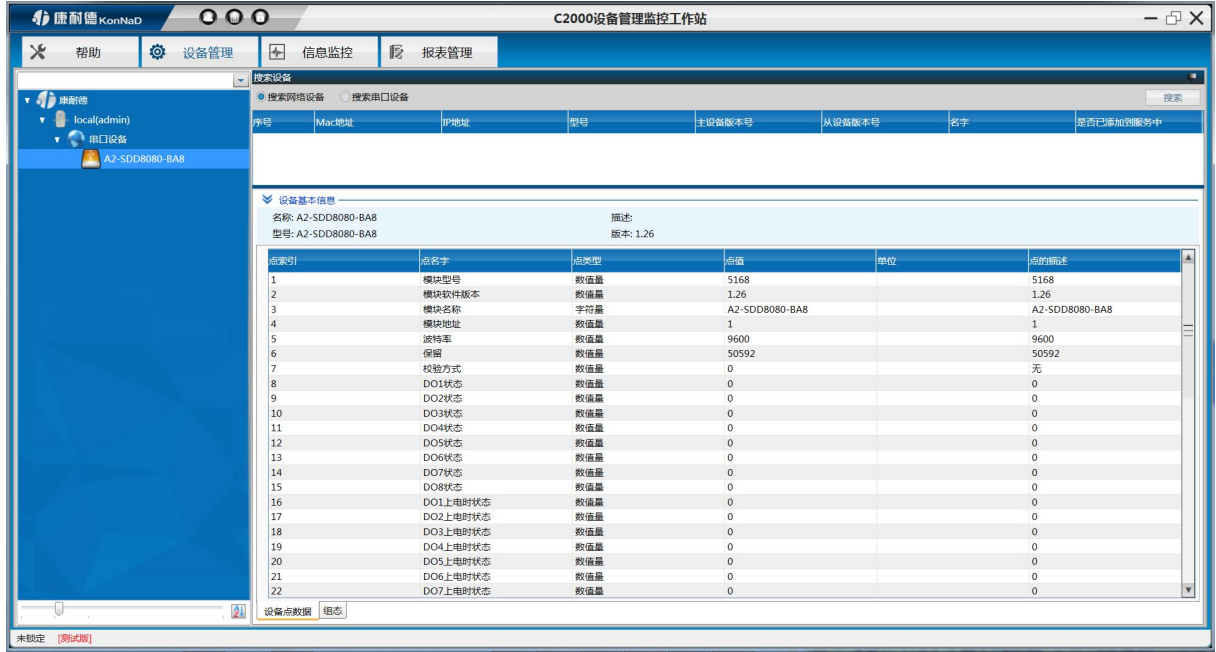 康耐德 KonNaD C2000设备管理监控工作站
帮助 设备管理 信息监控 报表管理
搜索设备
康耐德
搜索网络设备 搜索串口设备 搜索
local(admin)
序号 Mac地址 IP地址 型号 主设备版本号 从设备版本号 名字 是否已添加到服务中
串口设备
A2-SDD8080-BA8
设备基本信息
名称: A2-SDD8080-BA8 描述:
型号: A2-SDD8080-BA8 版本: 1.26
点索引 点名字 点类型 点值 单位 点的描述
1 模块型号 数值量 5168 5168
2 模块软件版本 数值量 1.26 1.26
3 模块名称 字符量 A2-SDD8080-BA8 A2-SDD8080-BA8
4 模块地址 数值量 1 1
5 波特率 数值量 9600 9600
6 保留 数值量 50592 50592
7 校验方式 数值量 0 无
8 DO1状态 数值量 0 0
9 DO2状态 数值量 0 0
10 DO3状态 数值量 0 0
11 DO4状态 数值量 0 0
12 DO5状态 数值量 0 0
13 DO6状态 数值量 0 0
14 DO7状态 数值量 0 0
15 DO8状态 数值量 0 0
16 DO1上电时状态 数值量 0 0
17 DO2上电时状态 数值量 0 0
18 DO3上电时状态 数值量 0 0
19 DO4上电时状态 数值量 0 0
20 DO5上电时状态 数值量 0 0
21 DO6上电时状态 数值量 0 0
22 DO7上电时状态 数值量 0 0
设备点数据 组态
未锁定 [测试版]